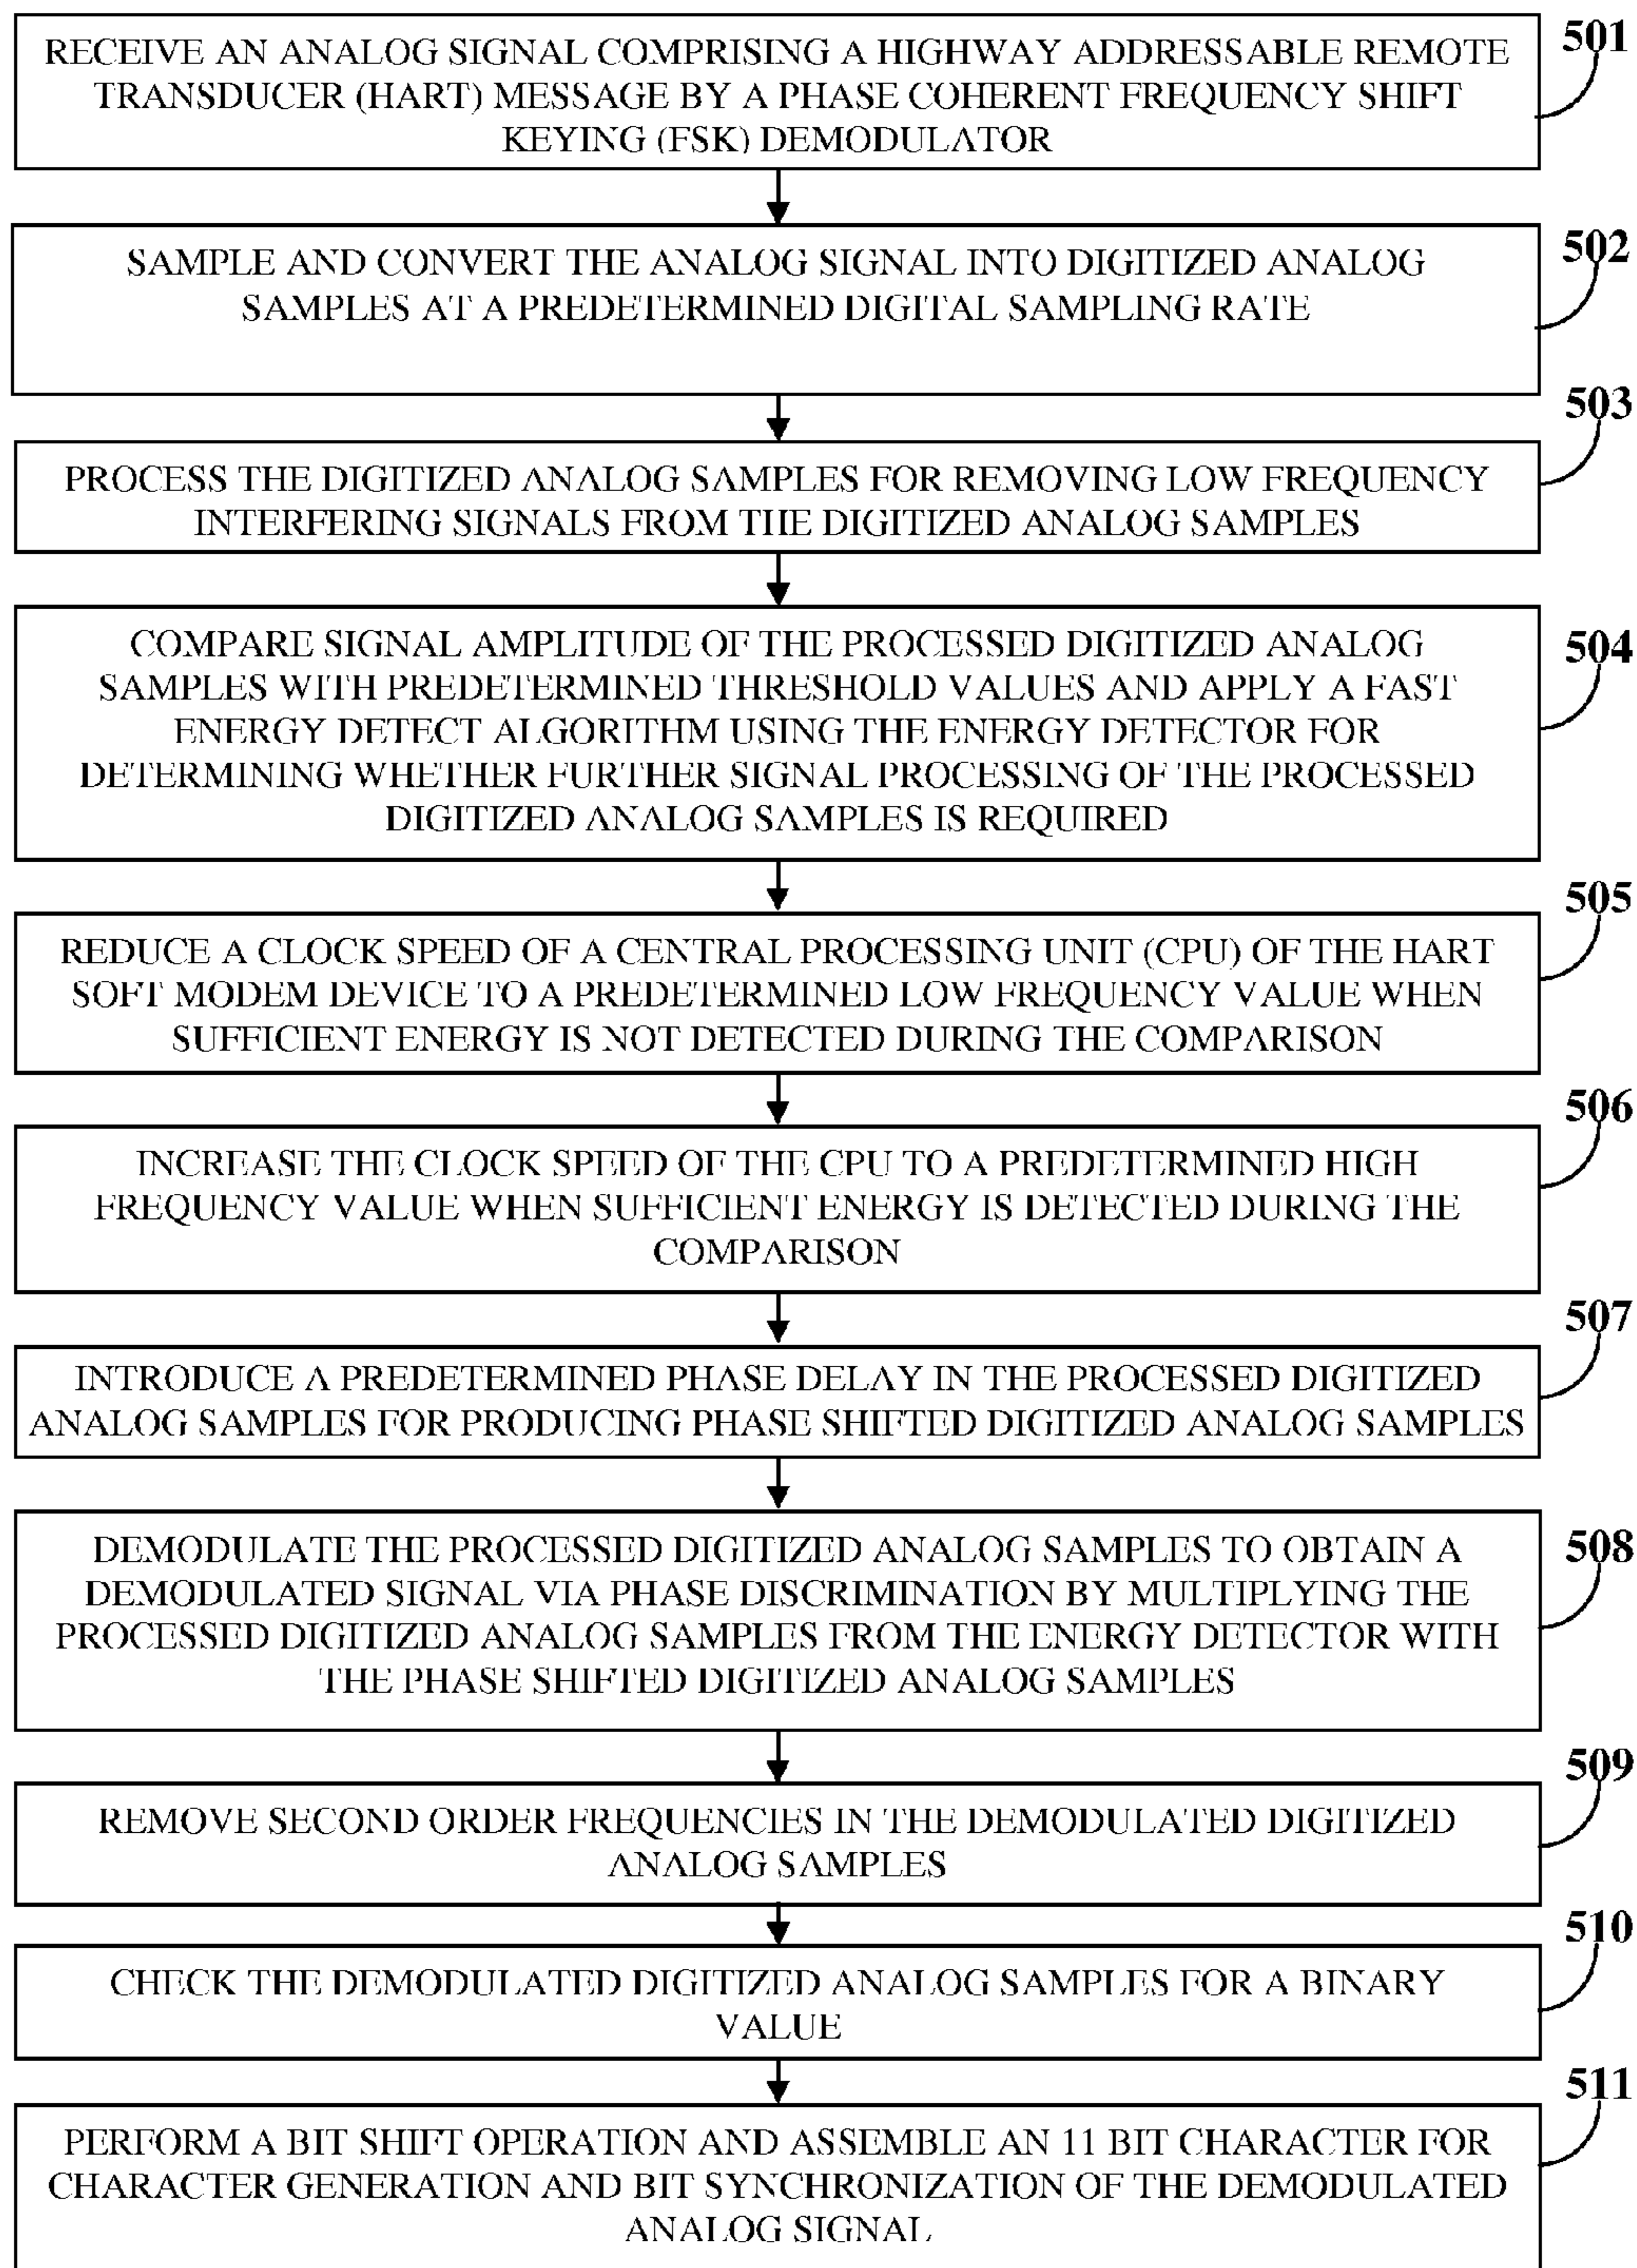 501
RECEIVE AN ANALOG SIGNAL COMPRISING A HIGHWAY ADDRESSABLE REMOTE
TRANSDUCER (HART) MESSAGE BY A PHASE COHERENT FREQUENCY SHIFT
KEYING (FSK) DEMODULATOR
502
SAMPLE AND CONVERT THE ANALOG SIGNAL INTO DIGITIZED ANALOG
SAMPLES AT A PREDETERMINED DIGITAL SAMPLING RATE
503
PROCESS THE DIGITIZED ANALOG SAMPLES FOR REMOVING LOW FREQUENCY
INTERFERING SIGNALS FROM THE DIGITIZED ANALOG SAMPLES
504
COMPARE SIGNAL AMPLITUDE OF THE PROCESSED DIGITIZED ANALOG
SAMPLES WITH PREDETERMINED THRESHOLD VALUES AND APPLY A FAST
ENERGY DETECT ALGORITHM USING THE ENERGY DETECTOR FOR
DETERMINING WHETHER FURTHER SIGNAL PROCESSING OF THE PROCESSED
DIGITIZED ANALOG SAMPLES IS REQUIRED
505
REDUCE A CLOCK SPEED OF A CENTRAL PROCESSING UNIT (CPU) OF THE HART
SOFT MODEM DEVICE TO A PREDETERMINED LOW FREQUENCY VALUE WHEN
SUFFICIENT ENERGY IS NOT DETECTED DURING THE COMPARISON
506
INCREASE THE CLOCK SPEED OF THE CPU TO A PREDETERMINED HIGH
FREQUENCY VALUE WHEN SUFFICIENT ENERGY IS DETECTED DURING THE
COMPARISON
507
INTRODUCE A PREDETERMINED PHASE DELAY IN THE PROCESSED DIGITIZED
ANALOG SAMPLES FOR PRODUCING PHASE SHIFTED DIGITIZED ANALOG SAMPLES
508
DEMODULATE THE PROCESSED DIGITIZED ANALOG SAMPLES TO OBTAIN A
DEMODULATED SIGNAL VIA PHASE DISCRIMINATION BY MULTIPLYING THE
PROCESSED DIGITIZED ANALOG SAMPLES FROM THE ENERGY DETECTOR WITH
THE PHASE SHIFTED DIGITIZED ANALOG SAMPLES
509
REMOVE SECOND ORDER FREQUENCIES IN THE DEMODULATED DIGITIZED
ANALOG SAMPLES
510
CHECK THE DEMODULATED DIGITIZED ANALOG SAMPLES FOR A BINARY
VALUE
511
PERFORM A BIT SHIFT OPERATION AND ASSEMBLE AN 11 BIT CHARACTER FOR
CHARACTER GENERATION AND BIT SYNCHRONIZATION OF THE DEMODULATED
ANALOG SIGNAL